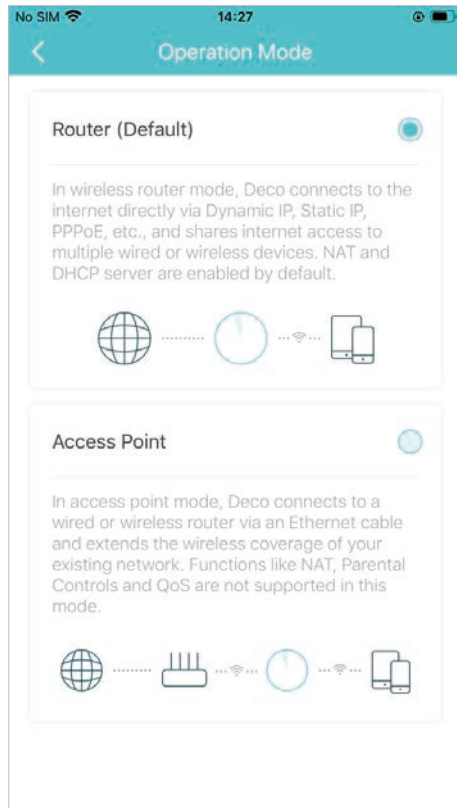 No SIM 14:27
Operation Mode
Router (Default)
In wireless router mode, Deco connects to the
internet directly via Dynamic IP, Static IP,
PPPoE, etc., and shares internet access to
multiple wired or wireless devices. NAT and
DHCP server are enabled by default.
Access Point
In access point mode, Deco connects to a
wired or wireless router via an Ethernet cable
and extends the wireless coverage of your
existing network. Functions like NAT, Parental
Controls and QoS are not supported in this
mode.